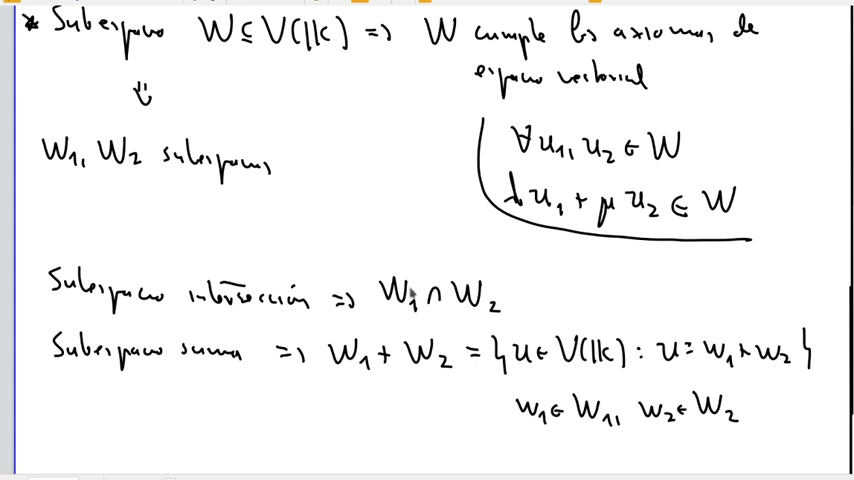 * Subespacio W ⊆ V(𝕜) => W cumple los axiomas de
espacio vectorial
W₁, W₂ subespacios
∀ u₁, u₂ ∈ W
λu₁ + μ u₂ ∈ W
Subespacio intersección => W₁ ∩ W₂
Subespacio suma => W₁ + W₂ = {u ∈ V(𝕜) : u = w₁ + w₂}
w₁ ∈ W₁, w₂ ∈ W₂